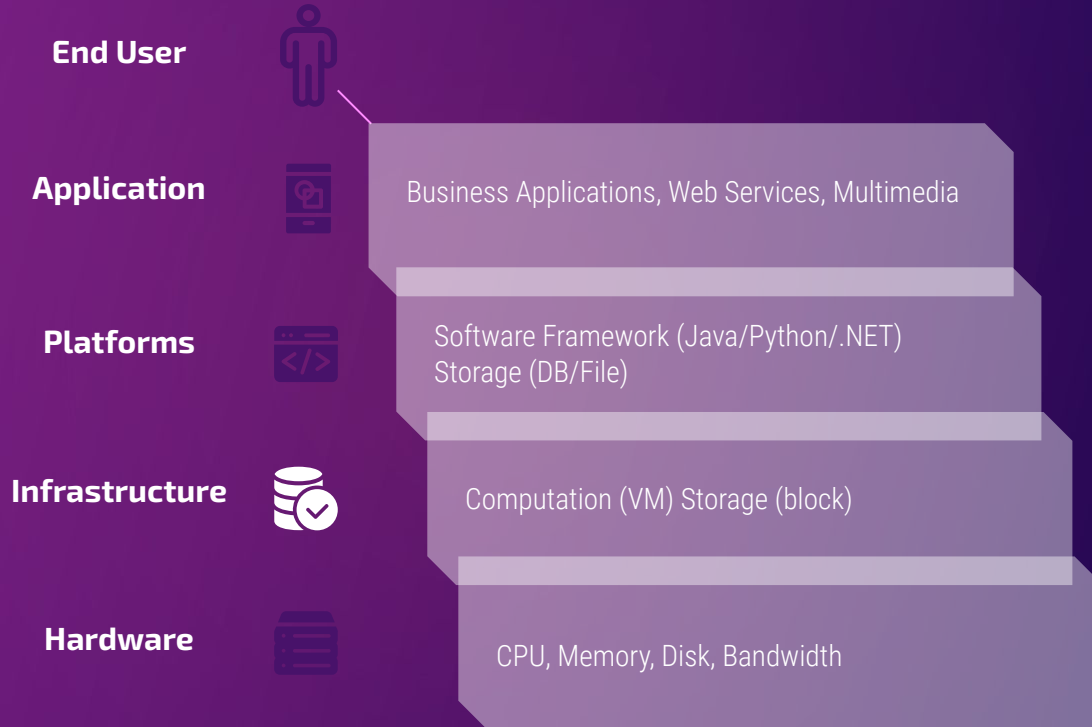 End User
Application
Business Applications, Web Services, Multimedia
Platforms
Software Framework (Java/Python/.NET)
Storage (DB/File)
</>
Infrastructure
Computation (VM) Storage (block)
Hardware
CPU, Memory, Disk, Bandwidth